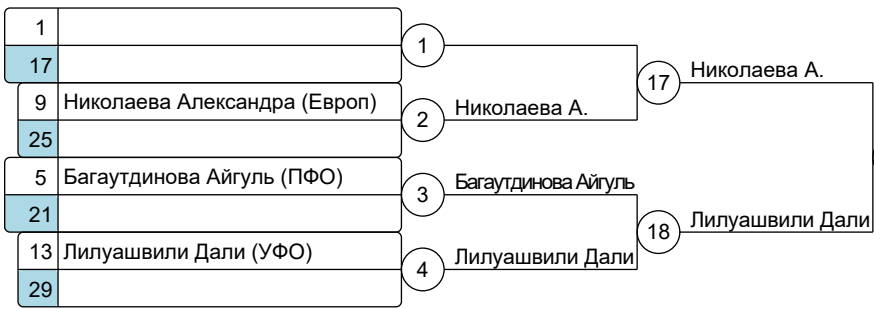 1
17
1
9 Николаева Александра (Европ)
25
2
Николаева А.
17
Николаева А.
5 Багаутдинова Айгуль (ПФО)
21
3
Багаутдинова Айгуль
13 Лилуашвили Дали (УФО)
29
4
Лилуашвили Дали
18
Лилуашвили Дали